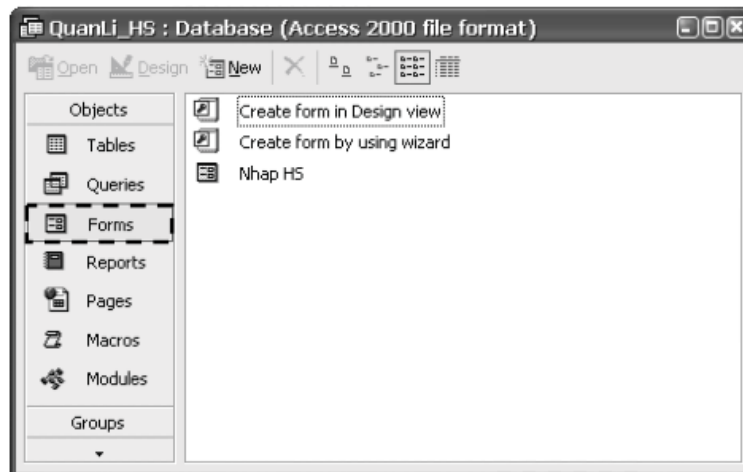 QuanLi_HS : Database (Access 2000 file format)
Open Design New
Objects
Tables
Queries
Forms
Reports
Pages
Macros
Modules
Groups
Create form in Design view
Create form by using wizard
Nhap HS